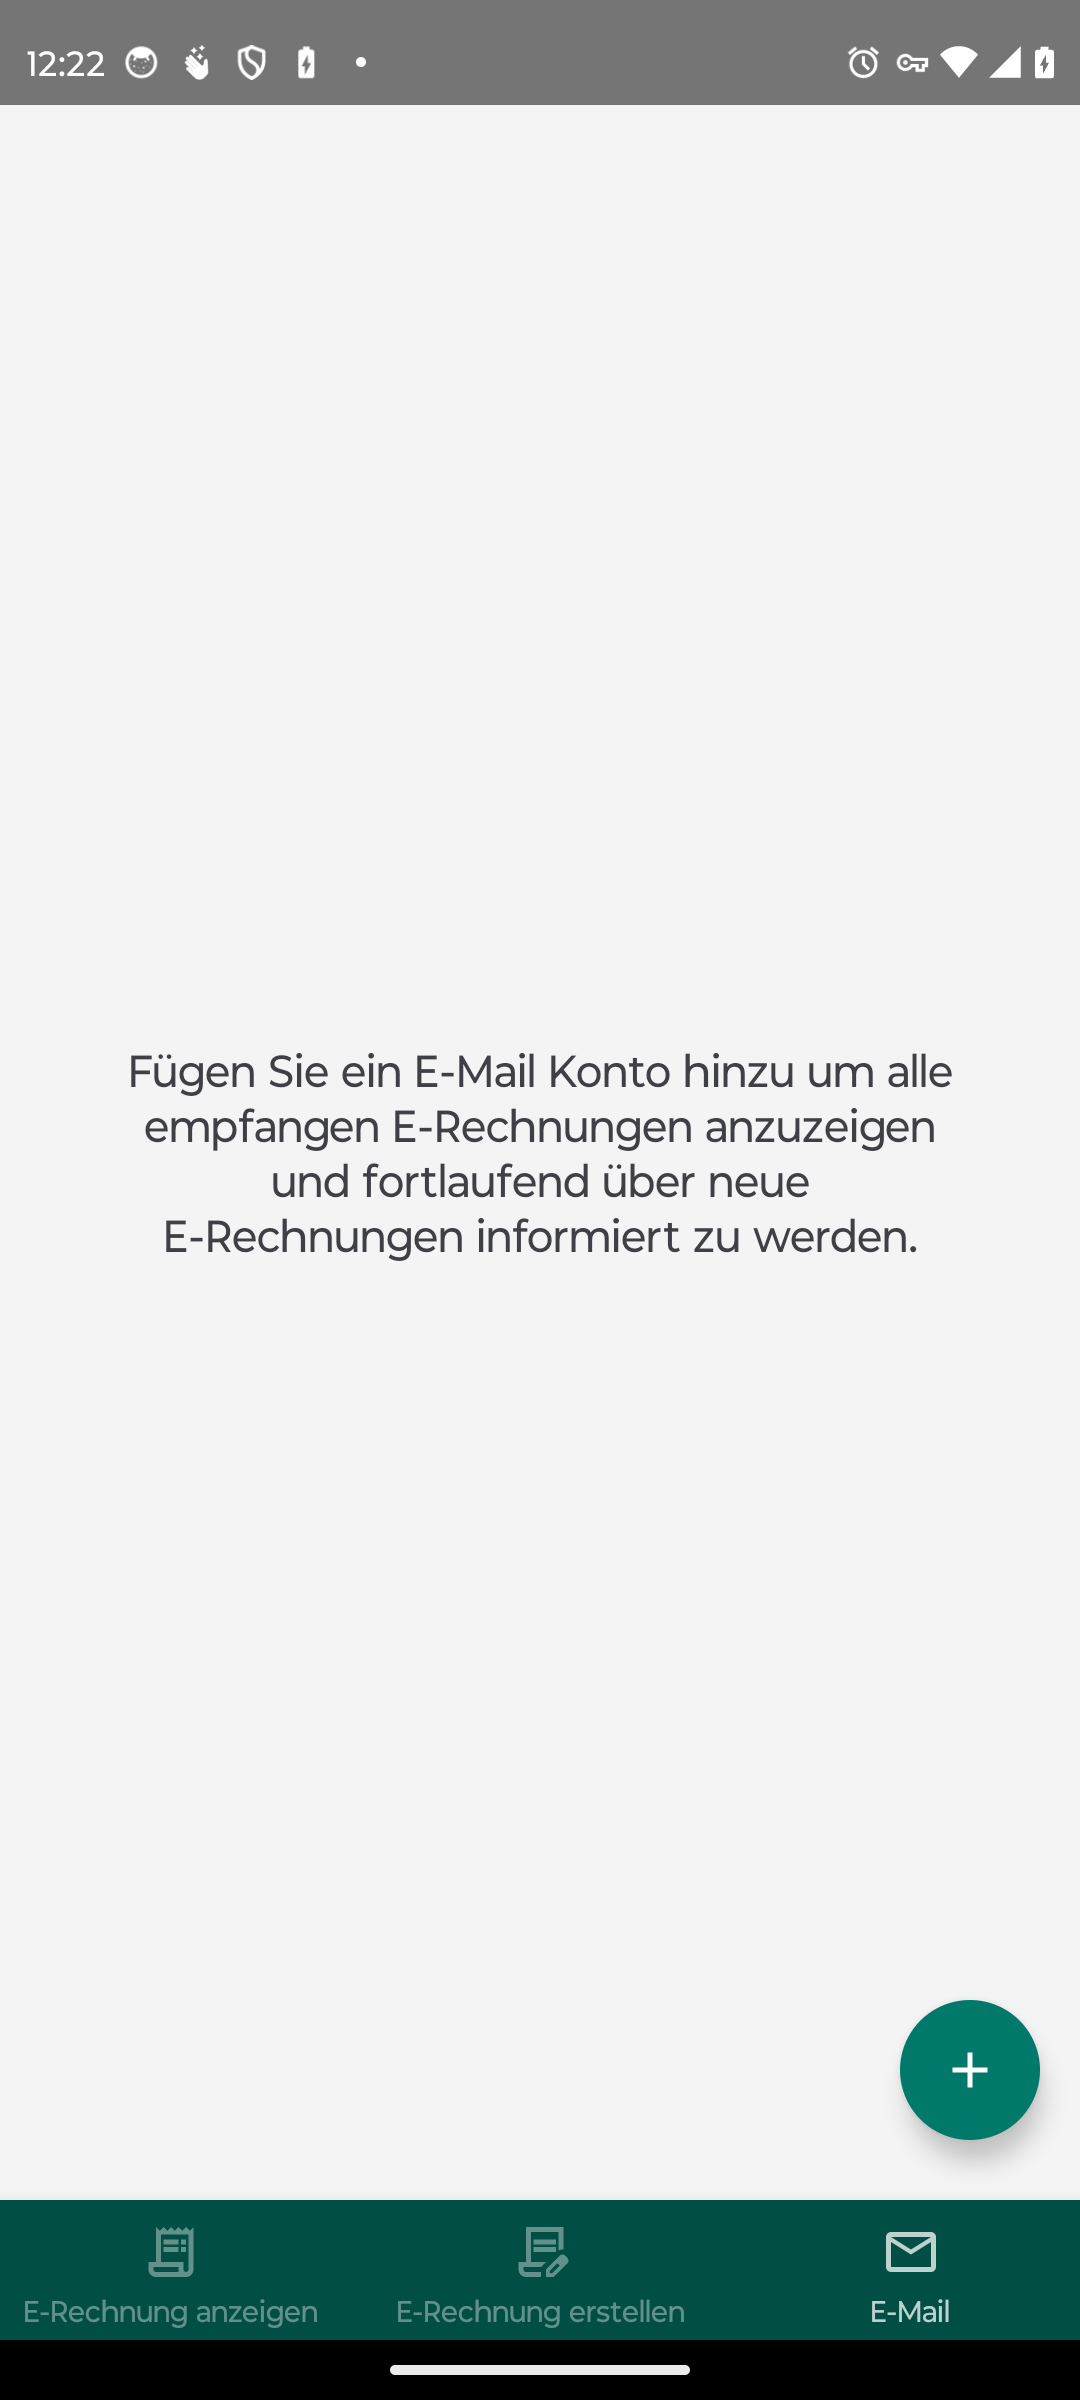 12:22
Fügen Sie ein E-Mail Konto hinzu um alle
empfangen E-Rechnungen anzuzeigen
und fortlaufend über neue
E-Rechnungen informiert zu werden.
E-Rechnung anzeigen
E-Rechnung erstellen
E-Mail